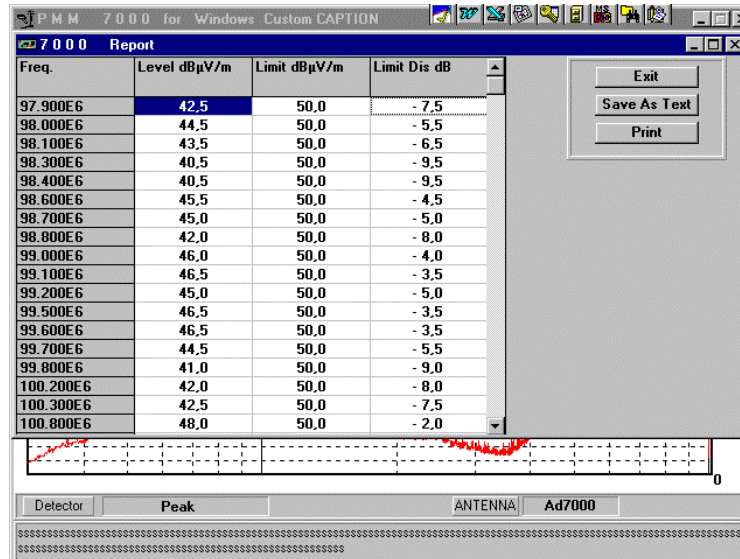 PMM 7000 for Windows Custom CAPTION
7000 Report
Freq. Level dBµV/m Limit dBµV/m Limit Dis dB
97.900E6 42,5 50,0 - 7,5
98.000E6 44,5 50,0 - 5,5
98.100E6 43,5 50,0 - 6,5
98.300E6 40,5 50,0 - 9,5
98.400E6 40,5 50,0 - 9,5
98.600E6 45,5 50,0 - 4,5
98.700E6 45,0 50,0 - 5,0
98.800E6 42,0 50,0 - 8,0
99.000E6 46,0 50,0 - 4,0
99.100E6 46,5 50,0 - 3,5
99.200E6 45,0 50,0 - 5,0
99.500E6 46,5 50,0 - 3,5
99.600E6 46,5 50,0 - 3,5
99.700E6 44,5 50,0 - 5,5
99.800E6 41,0 50,0 - 9,0
100.200E6 42,0 50,0 - 8,0
100.300E6 42,5 50,0 - 7,5
100.800E6 48,0 50,0 - 2,0
Exit
Save As Text
Print
0
Detector Peak ANTENNA Ad7000